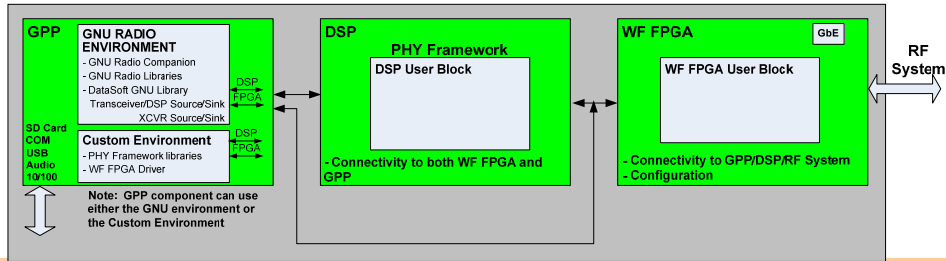 GPP
GNU RADIO
ENVIRONMENT
- GNU Radio Companion
- GNU Radio Libraries
- DataSoft GNU Library
Transceiver/DSP Source/Sink
XCVR Source/Sink
DSP
FPGA
SD Card
COM
USB
Audio
10/100
Custom Environment
- PHY Framework libraries
- WF FPGA Driver
DSP
FPGA
Note: GPP component can use
either the GNU environment or
the Custom Environment
DSP
PHY Framework
DSP User Block
- Connectivity to both WF FPGA and
GPP
WF FPGA
GbE
WF FPGA User Block
- Connectivity to GPP/DSP/RF System
- Configuration
RF
System